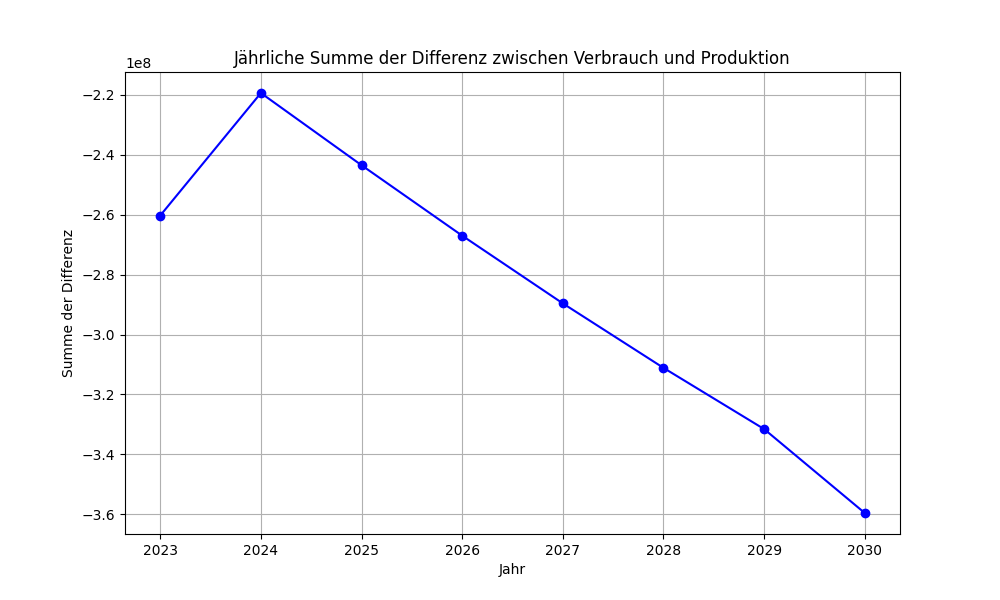 Jährliche Summe der Differenz zwischen Verbrauch und Produktion
1e8
−2.2
−2.4
−2.6
−2.8
−3.0
−3.2
−3.4
−3.6
Summe der Differenz
2023 2024 2025 2026 2027 2028 2029 2030
Jahr